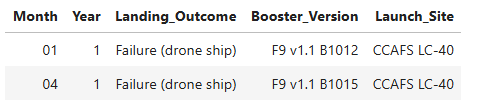 Month Year Landing_Outcome Booster_Version Launch_Site
01 1 Failure (drone ship) F9 v1.1 B1012 CCAFS LC-40
04 1 Failure (drone ship) F9 v1.1 B1015 CCAFS LC-40